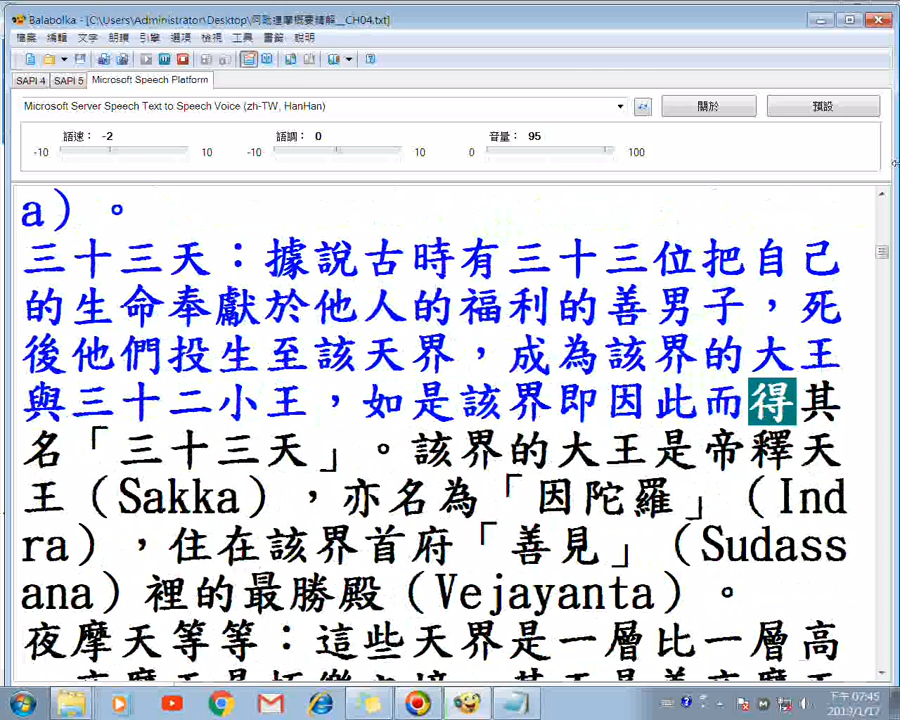 Balabolka - [C:\Users\Administrator\Desktop\阿毗達摩概要精解__CH04.txt]
檔案 編輯 文字 朗讀 引擎 選項 檢視 工具 書籤 說明
SAPI 4 SAPI 5 Microsoft Speech Platform
Microsoft Server Speech Text to Speech Voice (zh-TW, HanHan) 關於 預設
語速： -2 語調： 0 音量： 95
-10 10 -10 10 0 100
a）。
三十三天：據說古時有三十三位把自己
的生命奉獻於他人的福利的善男子，死
後他們投生至該天界，成為該界的大王
與三十二小王，如是該界即因此而得其
名「三十三天」。該界的大王是帝釋天
王（Sakka），亦名為「因陀羅」（Ind
ra），住在該界首府「善見」（Sudass
ana）裡的最勝殿（Vejayanta）。
夜摩天等等：這些天界是一層比一層高
下午 07:45
2019/1/17